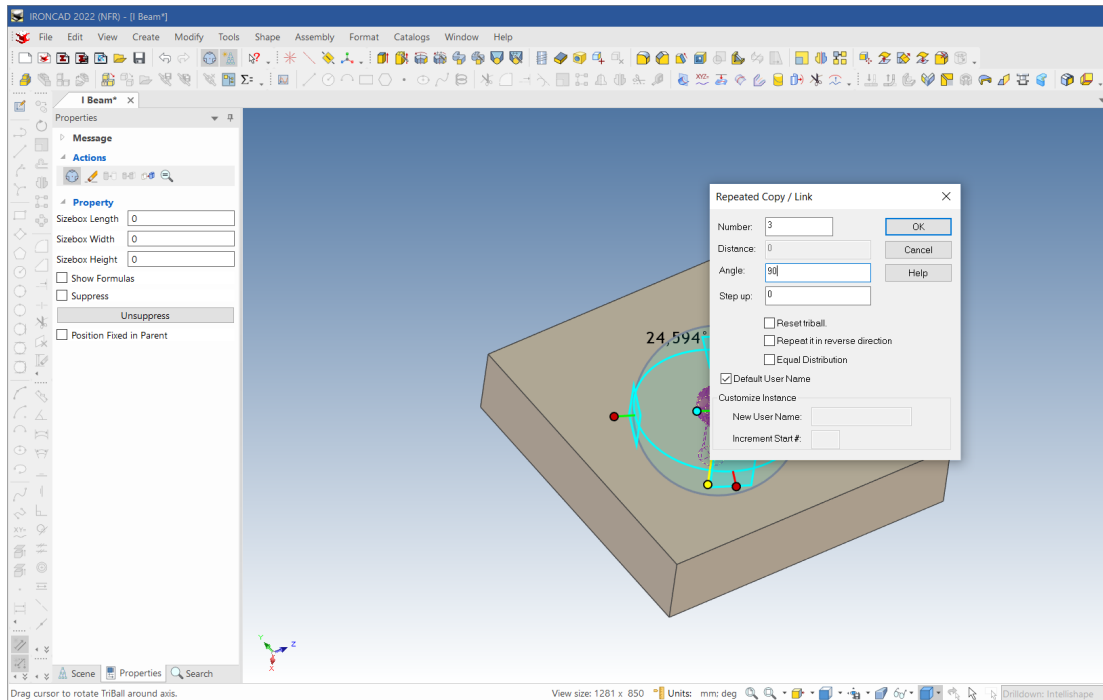 IRONCAD 2022 (NFR) - [I Beam*]
File Edit View Create Modify Tools Shape Assembly Format Catalogs Window Help
I Beam*
Properties
Message
Actions
Property
Sizebox Length 0
Sizebox Width 0
Sizebox Height 0
Show Formulas
Suppress
Unsuppress
Position Fixed in Parent
24,594°
Repeated Copy / Link
Number: 3
OK
Distance: 0
Cancel
Angle: 90
Help
Step up: 0
Reset triball.
Repeat it in reverse direction
Equal Distribution
Default User Name
Customize Instance
New User Name:
Increment Start #:
Y
Z
X
Scene Properties Search
Drag cursor to rotate TriBall around axis.
View size: 1281 x 850 Units: mm: deg Drilldown: Intellishape